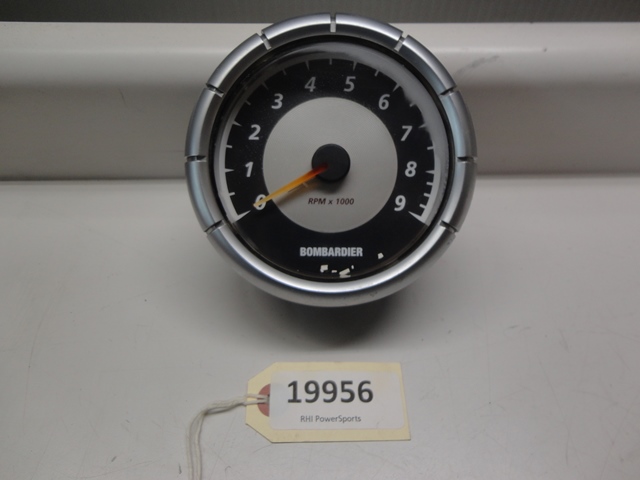 4 5
3 6
2 7
1 8
0 9
RPM x 1000
BOMBARDIER
19956
RHI PowerSports